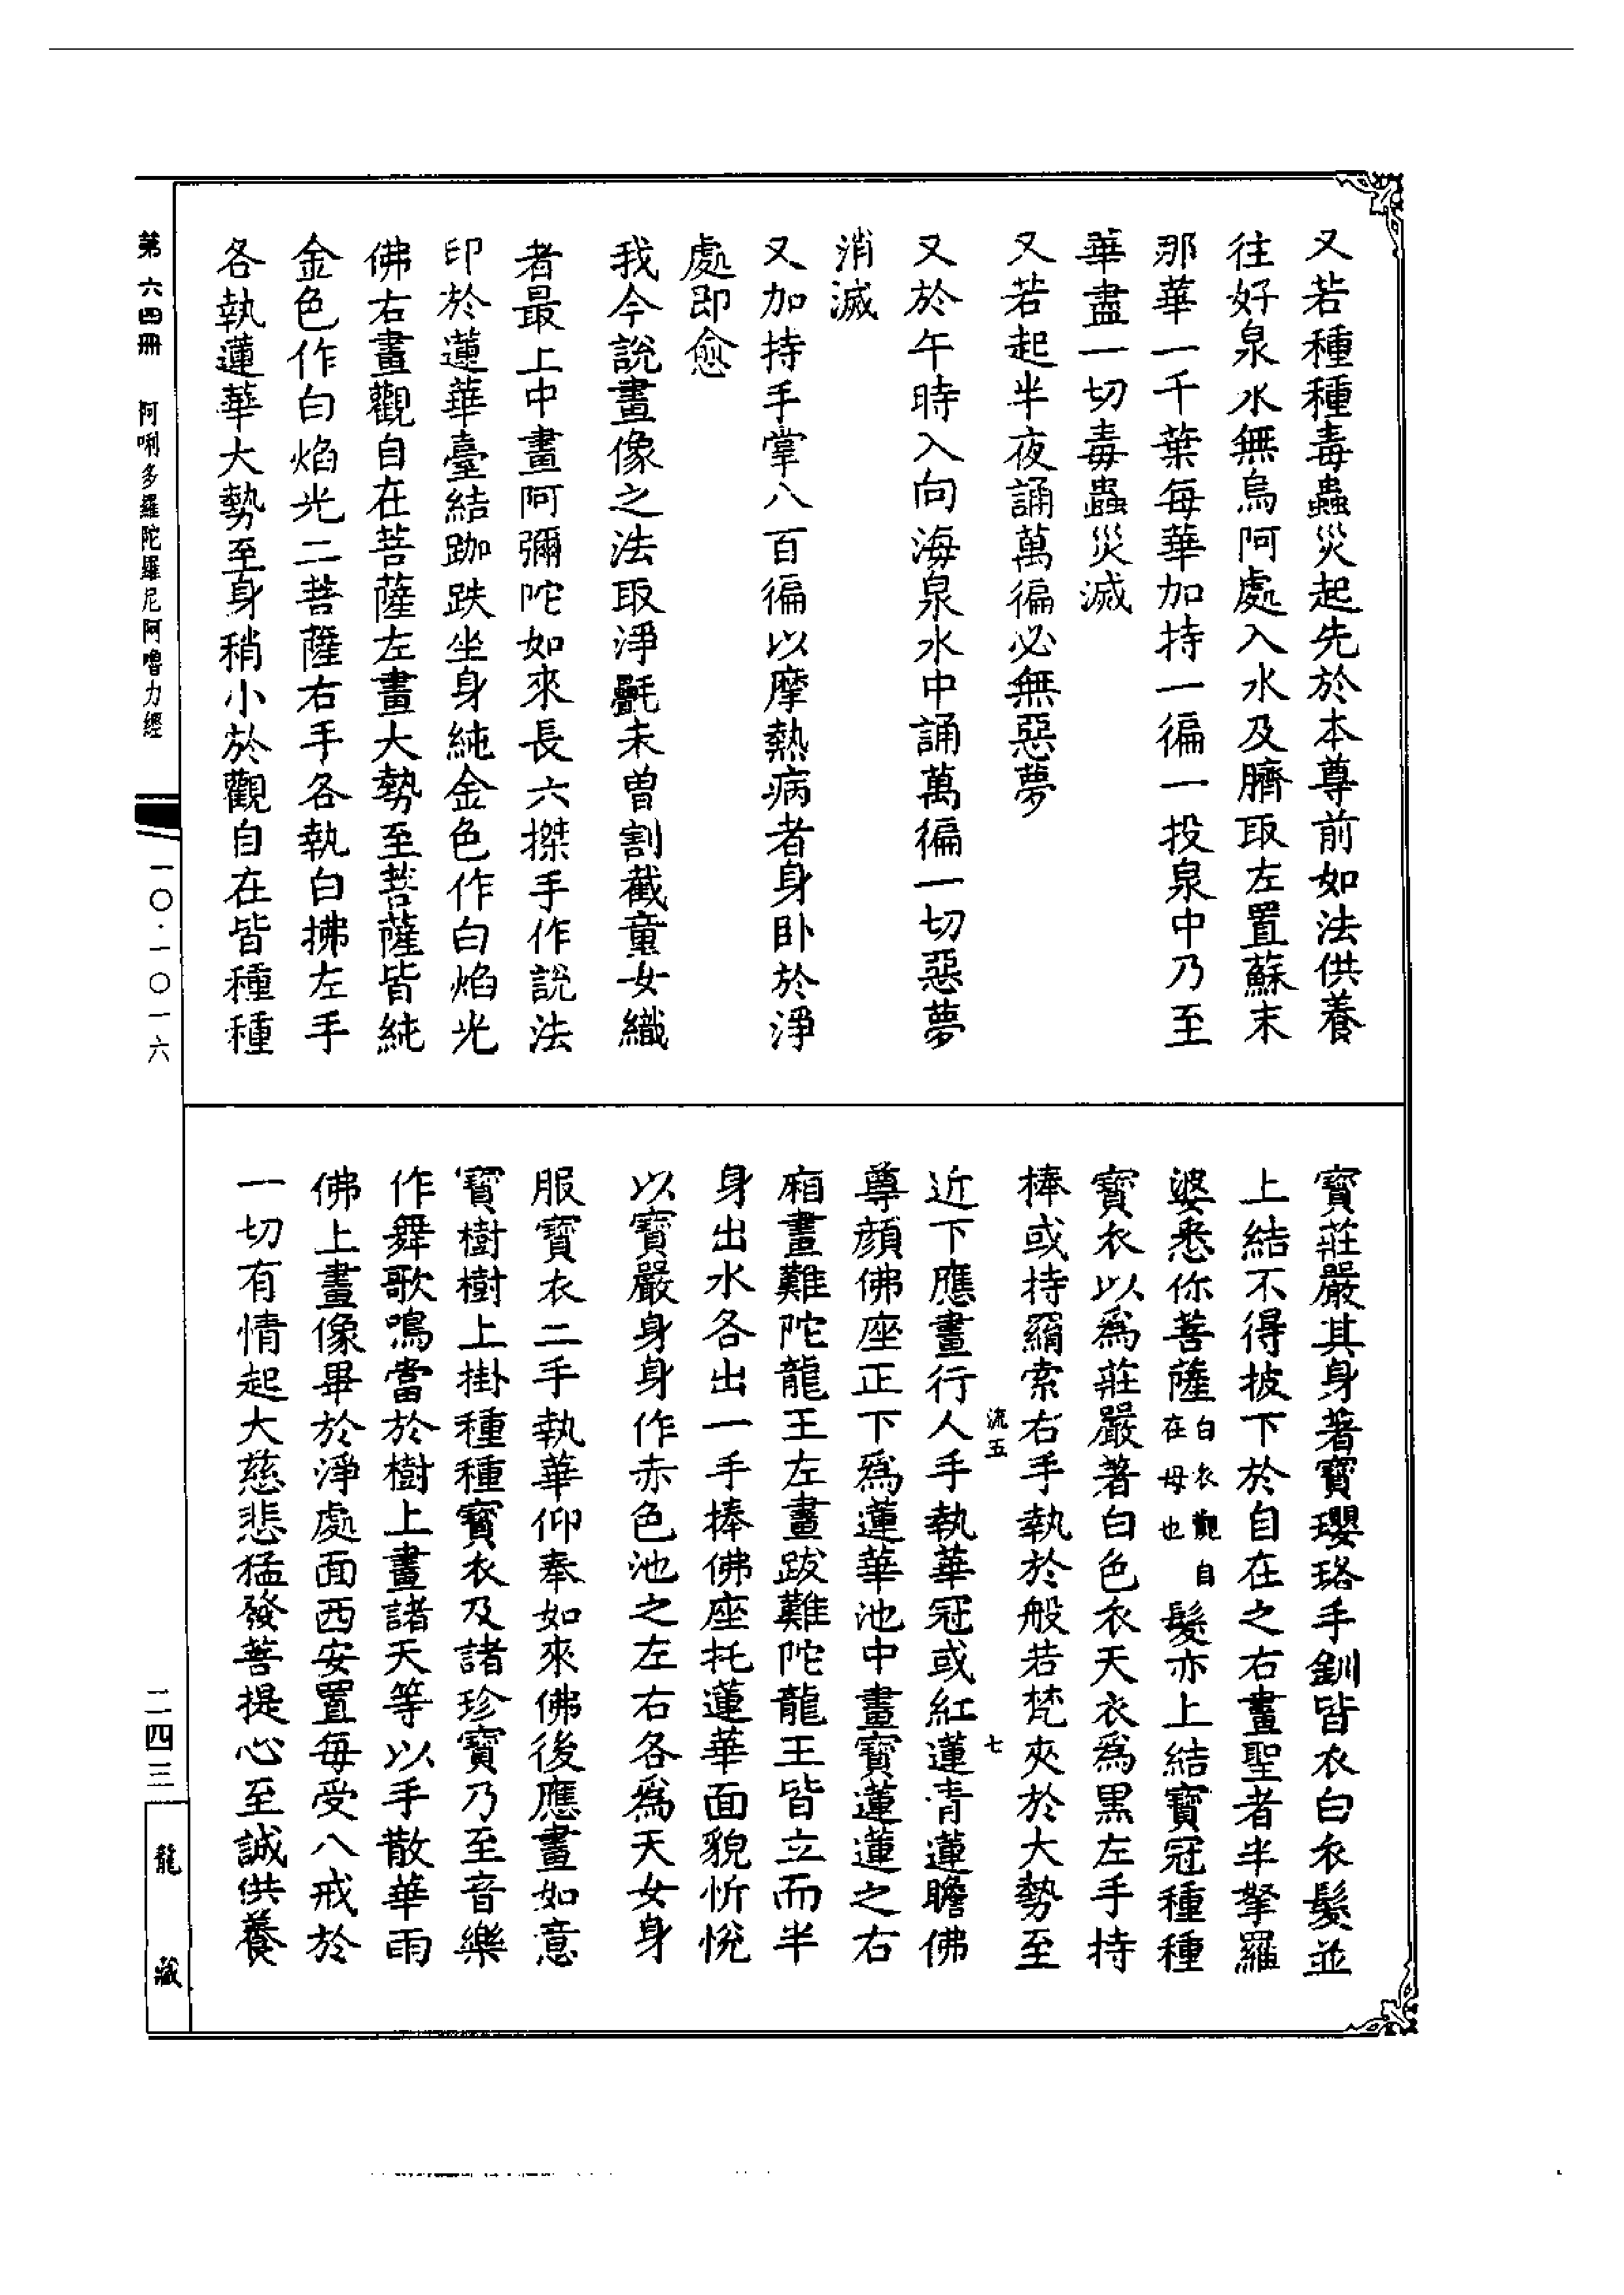 又若種種毒蟲災起先於本尊前如法供養
往好泉水無烏阿處入水及臍取左置蘇末
那華一千葉每華加持一徧一投泉中乃至
華盡一切毒蟲災滅
又若起半夜誦萬徧必無惡夢
又於午時入向海泉水中誦萬徧一切惡夢
消滅
又加持手掌八百徧以摩熱病者身卧於淨
處即愈
我今說畫像之法取淨氎未曾割截童女織
者最上中畫阿彌陀如來長六搩手作說法
印於蓮華臺結跏趺坐身純金色作白焰光
佛右畫觀自在菩薩左畫大勢至菩薩皆純
金色作白焰光二菩薩右手各執白拂左手
各執蓮華大勢至身稍小於觀自在皆種種
寶莊嚴其身著寶瓔珞手釧皆衣白衣髮並
上結不得披下於自在之右畫聖者半拏羅
婆悉你菩薩白衣觀自在母也髮亦上結寶冠種種
寶衣以爲莊嚴著白色衣天衣爲黑左手持
棒或持羂索右手執於般若梵夾於大勢至
流五 七
近下應畫行人手執華冠或紅蓮青蓮瞻佛
尊顏佛座正下爲蓮華池中畫寶蓮蓮之右
廂畫難陀龍王左畫跋難陀龍王皆立而半
身出水各出一手捧佛座托蓮華面貌忻悅
以寶嚴身身作赤色池之左右各爲天女身
服寶衣二手執華仰奉如來佛後應畫如意
寶樹樹上掛種種寶衣及諸珍寶乃至音樂
作舞歌鳴當於樹上畫諸天等以手散華雨
佛上畫像畢於淨處面西安置每受八戒於
一切有情起大慈悲猛發菩提心至誠供養
第六四冊 阿唎多羅陀羅尼阿嚕力經
一〇·一〇一六
二四三
龍藏